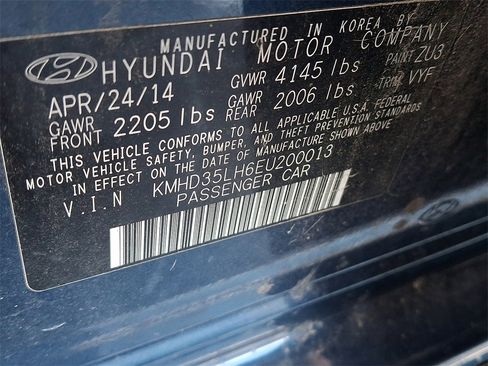 MANUFACTURED IN KOREA BY
HYUNDAI MOTOR COMPANY
APR/24/14 GVWR 4145 lbs PAINT ZU3
GAWR FRONT 2205 lbs GAWR REAR 2006 lbs TRIM VYF
THIS VEHICLE CONFORMS TO ALL APPLICABLE U.S.A. FEDERAL
MOTOR VEHICLE SAFETY, BUMPER, AND THEFT PREVENTION STANDARDS
IN EFFECT ON THE DATE OF MANUFACTURE SHOWN ABOVE.
V.I.N KMHD35LH6EU200013
PASSENGER CAR